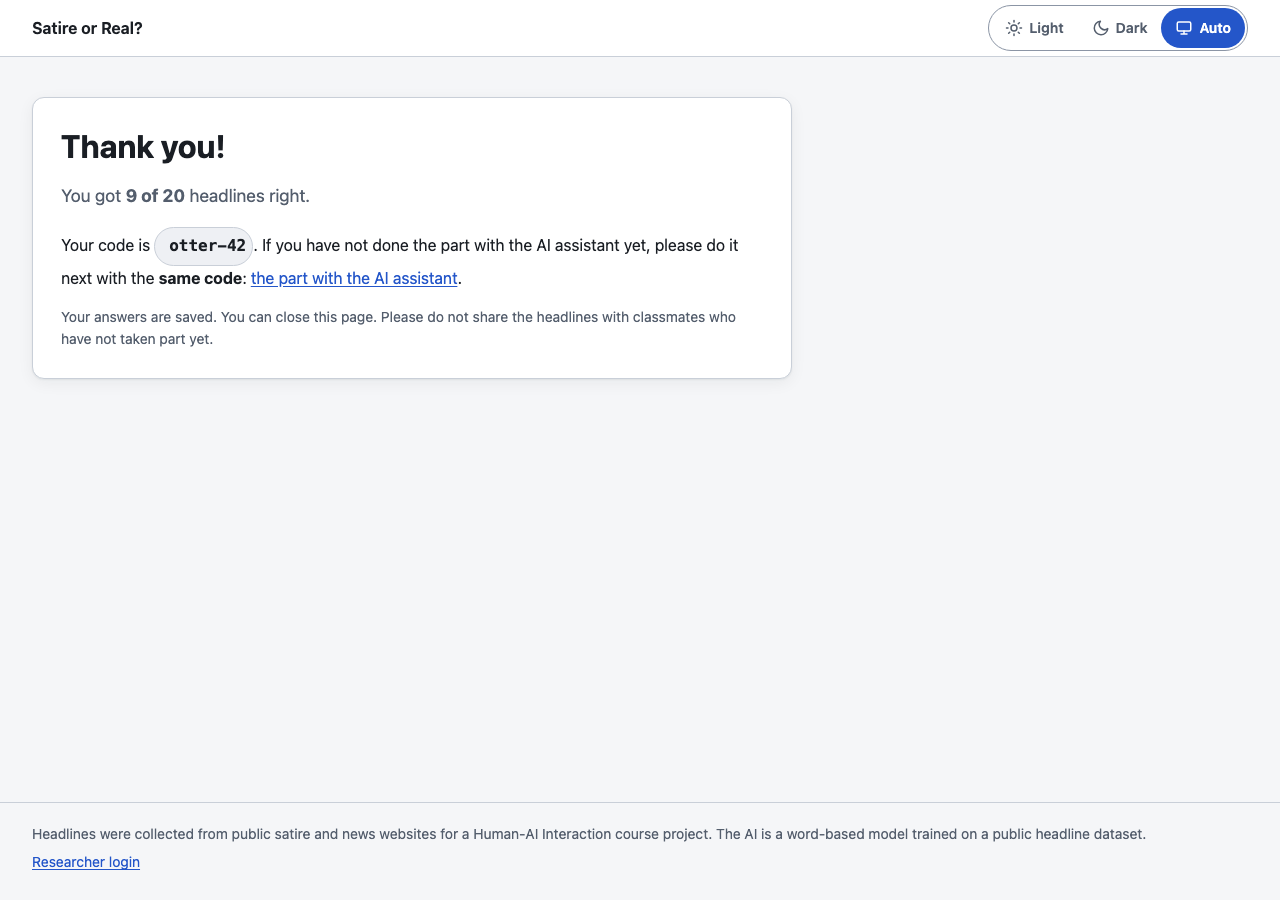 Satire or Real?
Light
Dark
Auto
Thank you!
You got 9 of 20 headlines right.
Your code is otter-42. If you have not done the part with the AI assistant yet, please do it
next with the same code: the part with the AI assistant.
Your answers are saved. You can close this page. Please do not share the headlines with classmates who
have not taken part yet.
Headlines were collected from public satire and news websites for a Human-AI Interaction course project. The AI is a word-based model trained on a public headline dataset.
Researcher login